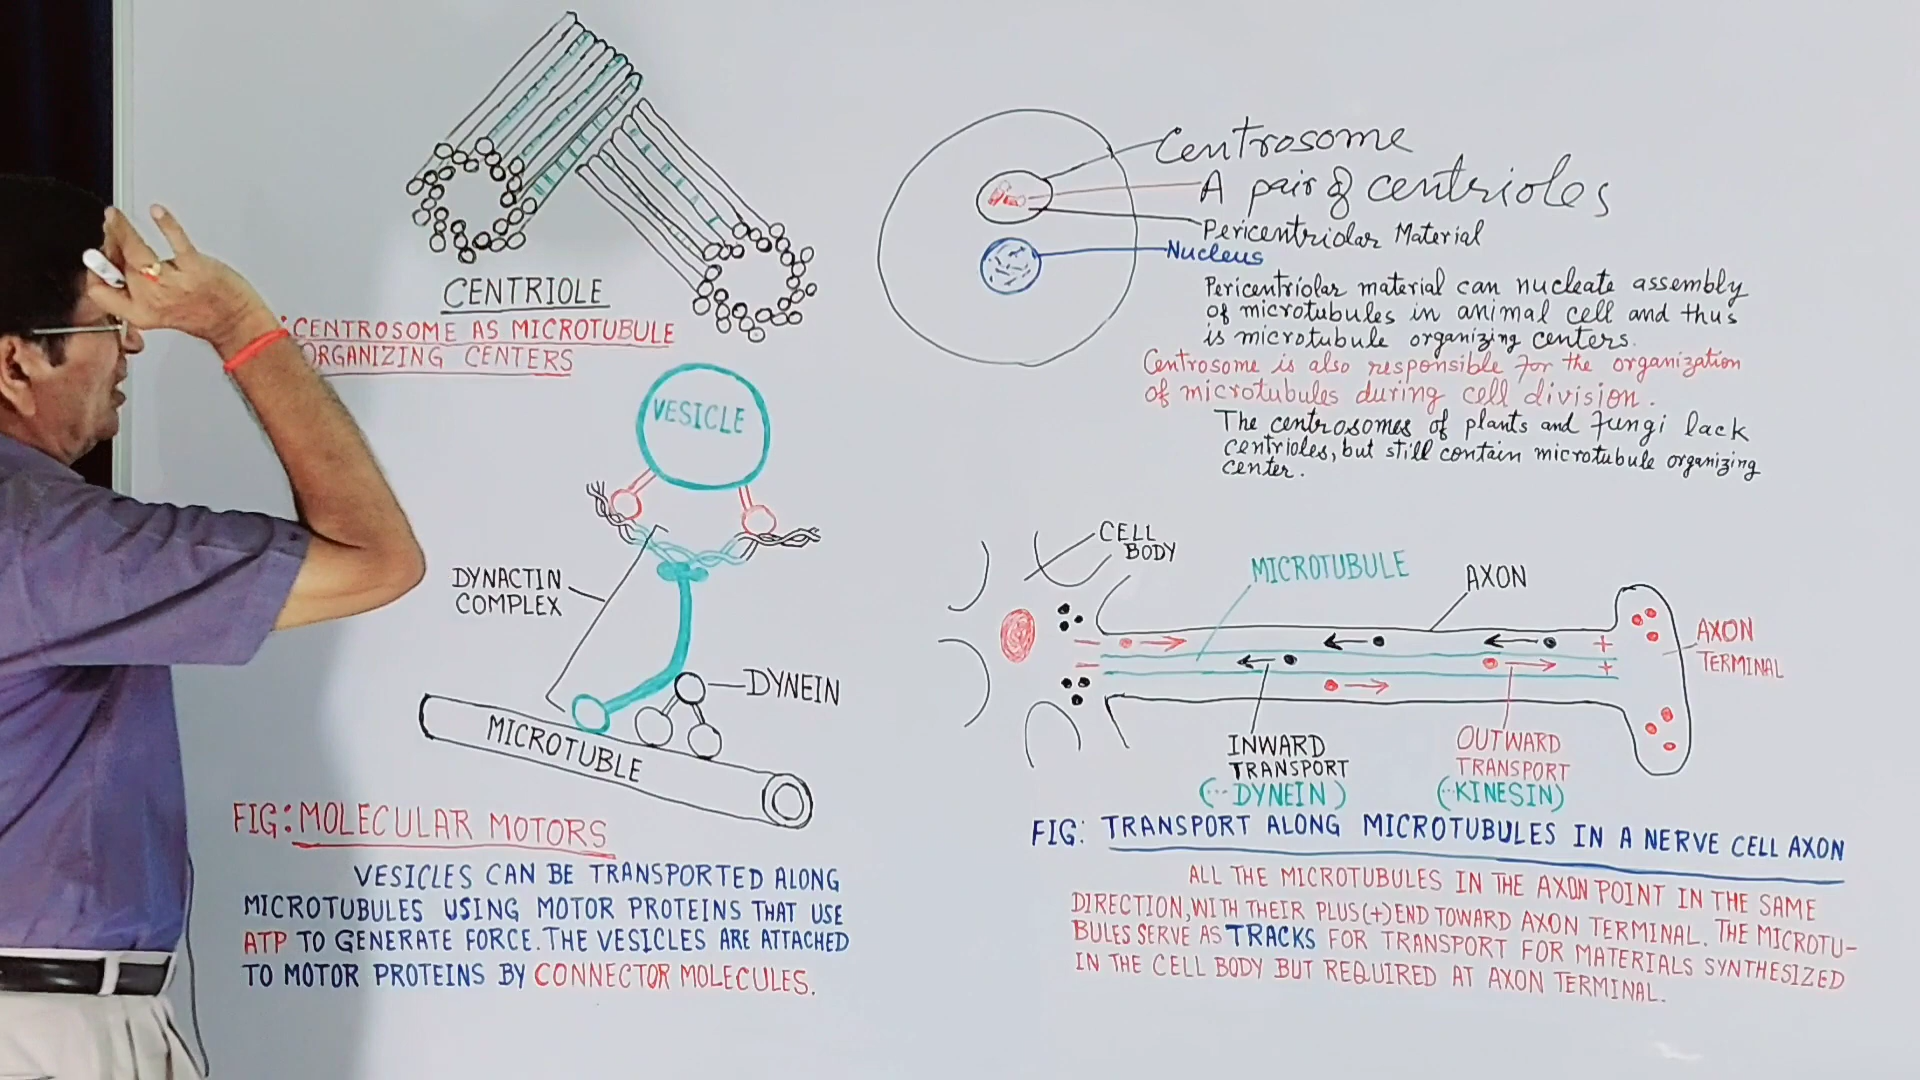 CENTRIOLE
:CENTROSOME AS MICROTUBULE
ORGANIZING CENTERS
Centrosome
A pair of centrioles
Pericentriolar Material
Nucleus
Pericentriolar material can nucleate assembly
of microtubules in animal cell and thus
is microtubule organizing centers.
Centrosome is also responsible for the organization
of microtubules during cell division.
The centrosomes of plants and fungi lack
centrioles, but still contain microtubule organizing
center.
VESICLE
DYNACTIN
COMPLEX
DYNEIN
MICROTUBLE
FIG: MOLECULAR MOTORS
VESICLES CAN BE TRANSPORTED ALONG
MICROTUBULES USING MOTOR PROTEINS THAT USE
ATP TO GENERATE FORCE. THE VESICLES ARE ATTACHED
TO MOTOR PROTEINS BY CONNECTOR MOLECULES.
CELL
BODY
MICROTUBULE
AXON
AXON
TERMINAL
- +
- +
INWARD
TRANSPORT
(··DYNEIN)
OUTWARD
TRANSPORT
(··KINESIN)
FIG: TRANSPORT ALONG MICROTUBULES IN A NERVE CELL AXON
ALL THE MICROTUBULES IN THE AXON POINT IN THE SAME
DIRECTION, WITH THEIR PLUS(+) END TOWARD AXON TERMINAL. THE MICROTU-
BULES SERVE AS TRACKS FOR TRANSPORT FOR MATERIALS SYNTHESIZED
IN THE CELL BODY BUT REQUIRED AT AXON TERMINAL.